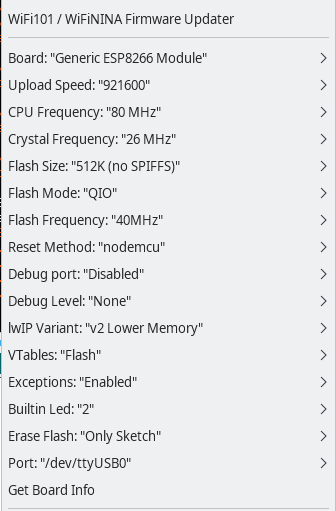 WiFi101 / WiFiNINA Firmware Updater
Board: "Generic ESP8266 Module"
Upload Speed: "921600"
CPU Frequency: "80 MHz"
Crystal Frequency: "26 MHz"
Flash Size: "512K (no SPIFFS)"
Flash Mode: "QIO"
Flash Frequency: "40MHz"
Reset Method: "nodemcu"
Debug port: "Disabled"
Debug Level: "None"
lwIP Variant: "v2 Lower Memory"
VTables: "Flash"
Exceptions: "Enabled"
Builtin Led: "2"
Erase Flash: "Only Sketch"
Port: "/dev/ttyUSB0"
Get Board Info